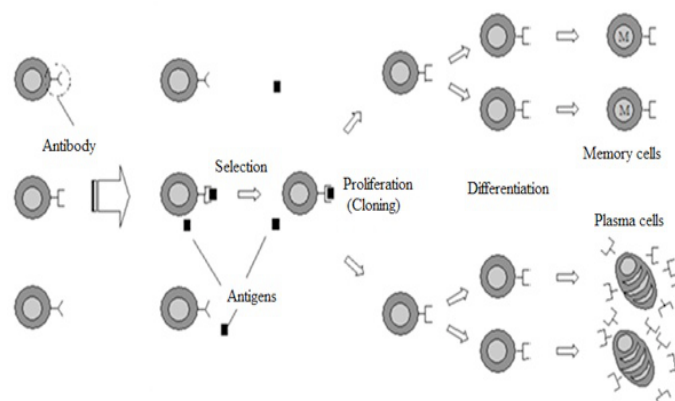 M
M
Antibody
Memory cells
Selection
Proliferation
(Cloning)
Differentiation
Plasma cells
Antigens